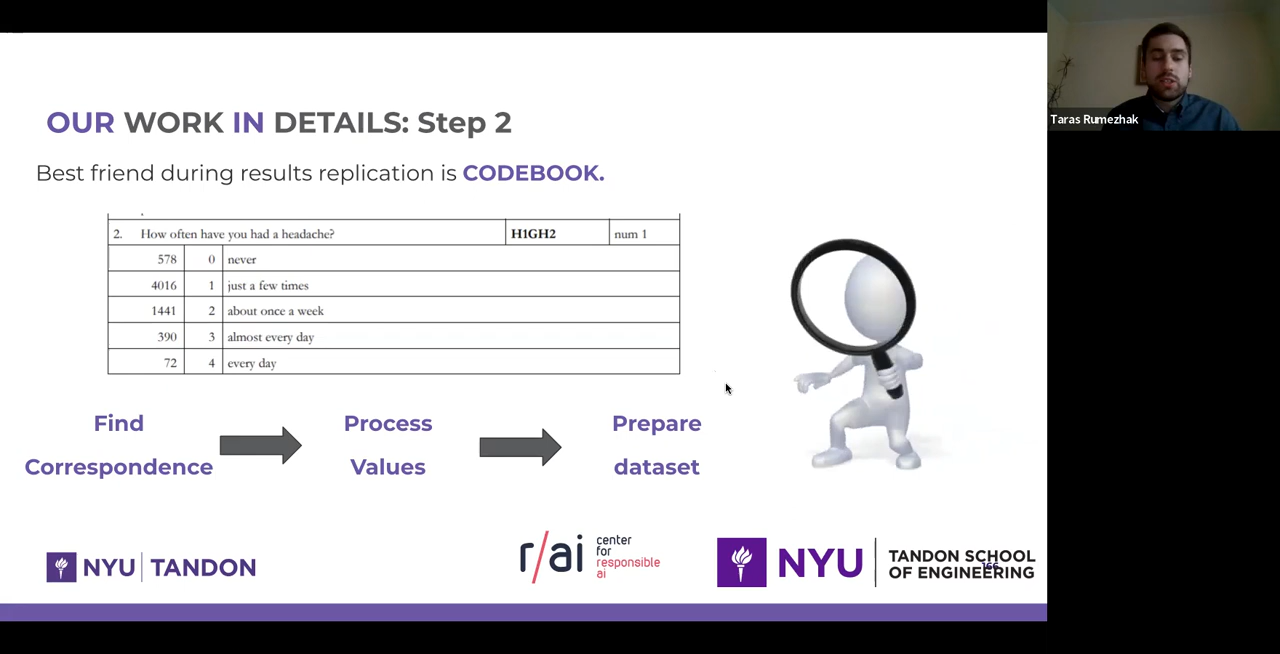 OUR WORK IN DETAILS: Step 2
Best friend during results replication is CODEBOOK.
2. How often have you had a headache? H1GH2 num 1
578 0 never
4016 1 just a few times
1441 2 about once a week
390 3 almost every day
72 4 every day
Find
Correspondence
Process
Values
Prepare
dataset
NYU TANDON
r/ai
center
for
responsible
ai
NYU
TANDON SCHOOL
OF ENGINEERING
166
Taras Rumezhak